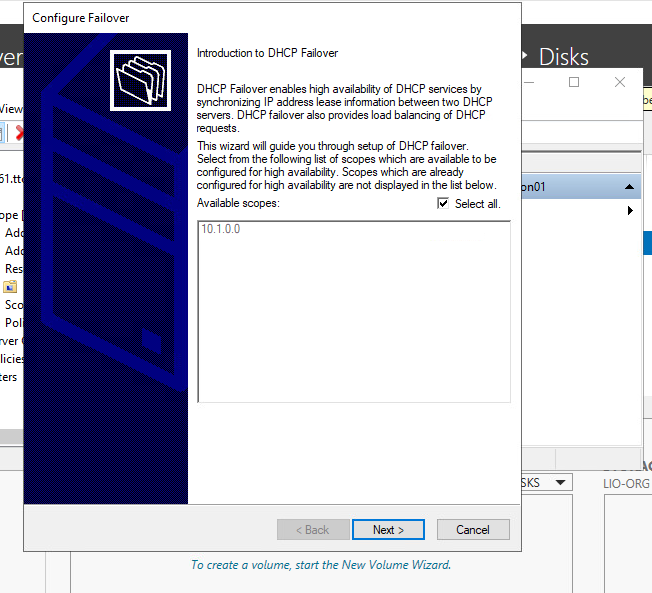 Configure Failover
Introduction to DHCP Failover
DHCP Failover enables high availability of DHCP services by
synchronizing IP address lease information between two DHCP
servers. DHCP failover also provides load balancing of DHCP
requests.
This wizard will guide you through setup of DHCP failover.
Select from the following list of scopes which are available to be
configured for high availability. Scopes which are already
configured for high availability are not displayed in the list below.
Available scopes:
Select all.
10.1.0.0
< Back
Next >
Cancel
Disks
View
61.tt
ope [
Add
Add
Res
Sco
Poli
rver
licies
ters
on01
SKS
LIO-ORG
To create a volume, start the New Volume Wizard.